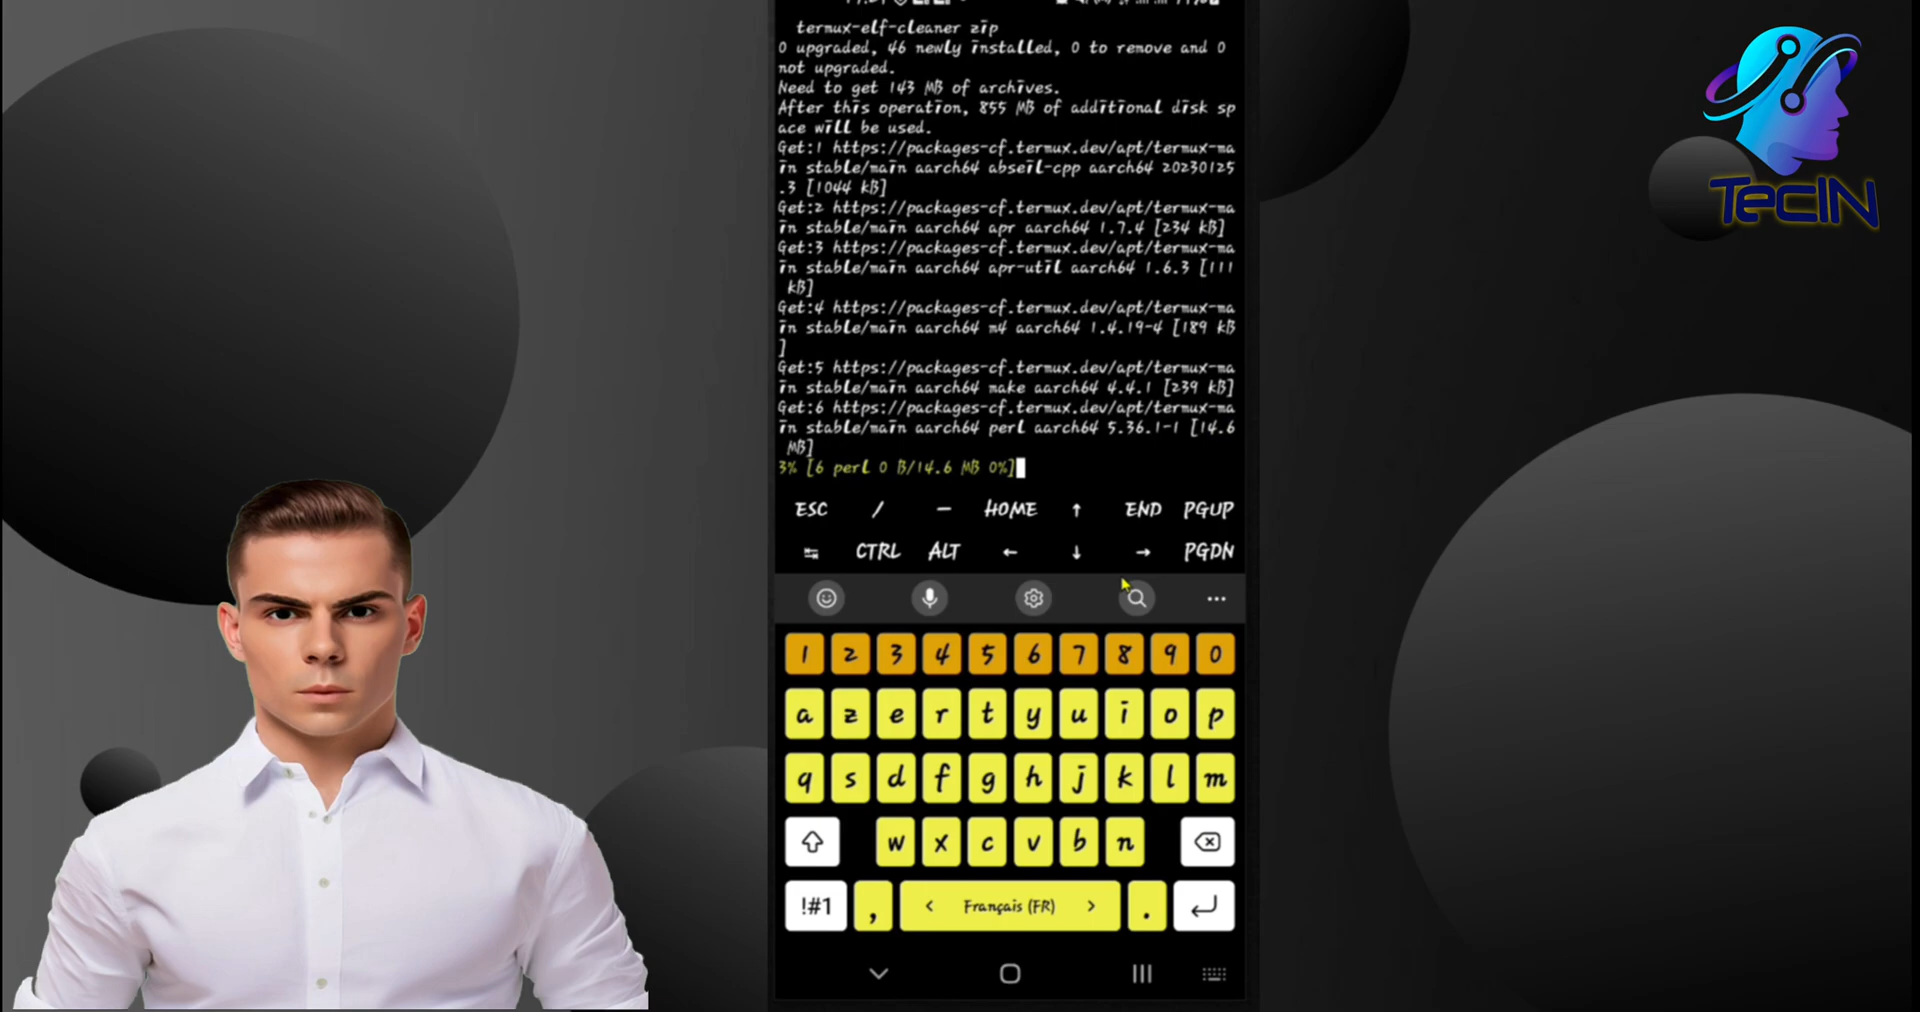 termux-elf-cleaner zip
0 upgraded, 46 newly installed, 0 to remove and 0
not upgraded.
Need to get 143 MB of archives.
After this operation, 855 MB of additional disk sp
ace will be used.
Get:1 https://packages-cf.termux.dev/apt/termux-ma
in stable/main aarch64 abseil-cpp aarch64 20230125
.3 [1044 kB]
Get:2 https://packages-cf.termux.dev/apt/termux-ma
in stable/main aarch64 apr aarch64 1.7.4 [234 kB]
Get:3 https://packages-cf.termux.dev/apt/termux-ma
in stable/main aarch64 apr-util aarch64 1.6.3 [111
kB]
Get:4 https://packages-cf.termux.dev/apt/termux-ma
in stable/main aarch64 m4 aarch64 1.4.19-4 [189 kB
]
Get:5 https://packages-cf.termux.dev/apt/termux-ma
in stable/main aarch64 make aarch64 4.4.1 [239 kB]
Get:6 https://packages-cf.termux.dev/apt/termux-ma
in stable/main aarch64 perl aarch64 5.36.1-1 [14.6
MB]
3% [6 perl 0 B/14.6 MB 0%]
ESC / – HOME ↑ END PGUP
↹ CTRL ALT ← ↓ → PGDN
1 2 3 4 5 6 7 8 9 0
a z e r t y u i o p
q s d f g h j k l m
w x c v b n
!#1 , < Français (FR) > .
TecIN